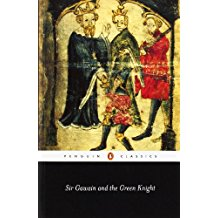 PENGUIN CLASSICS
Sir Gawain and the Green Knight